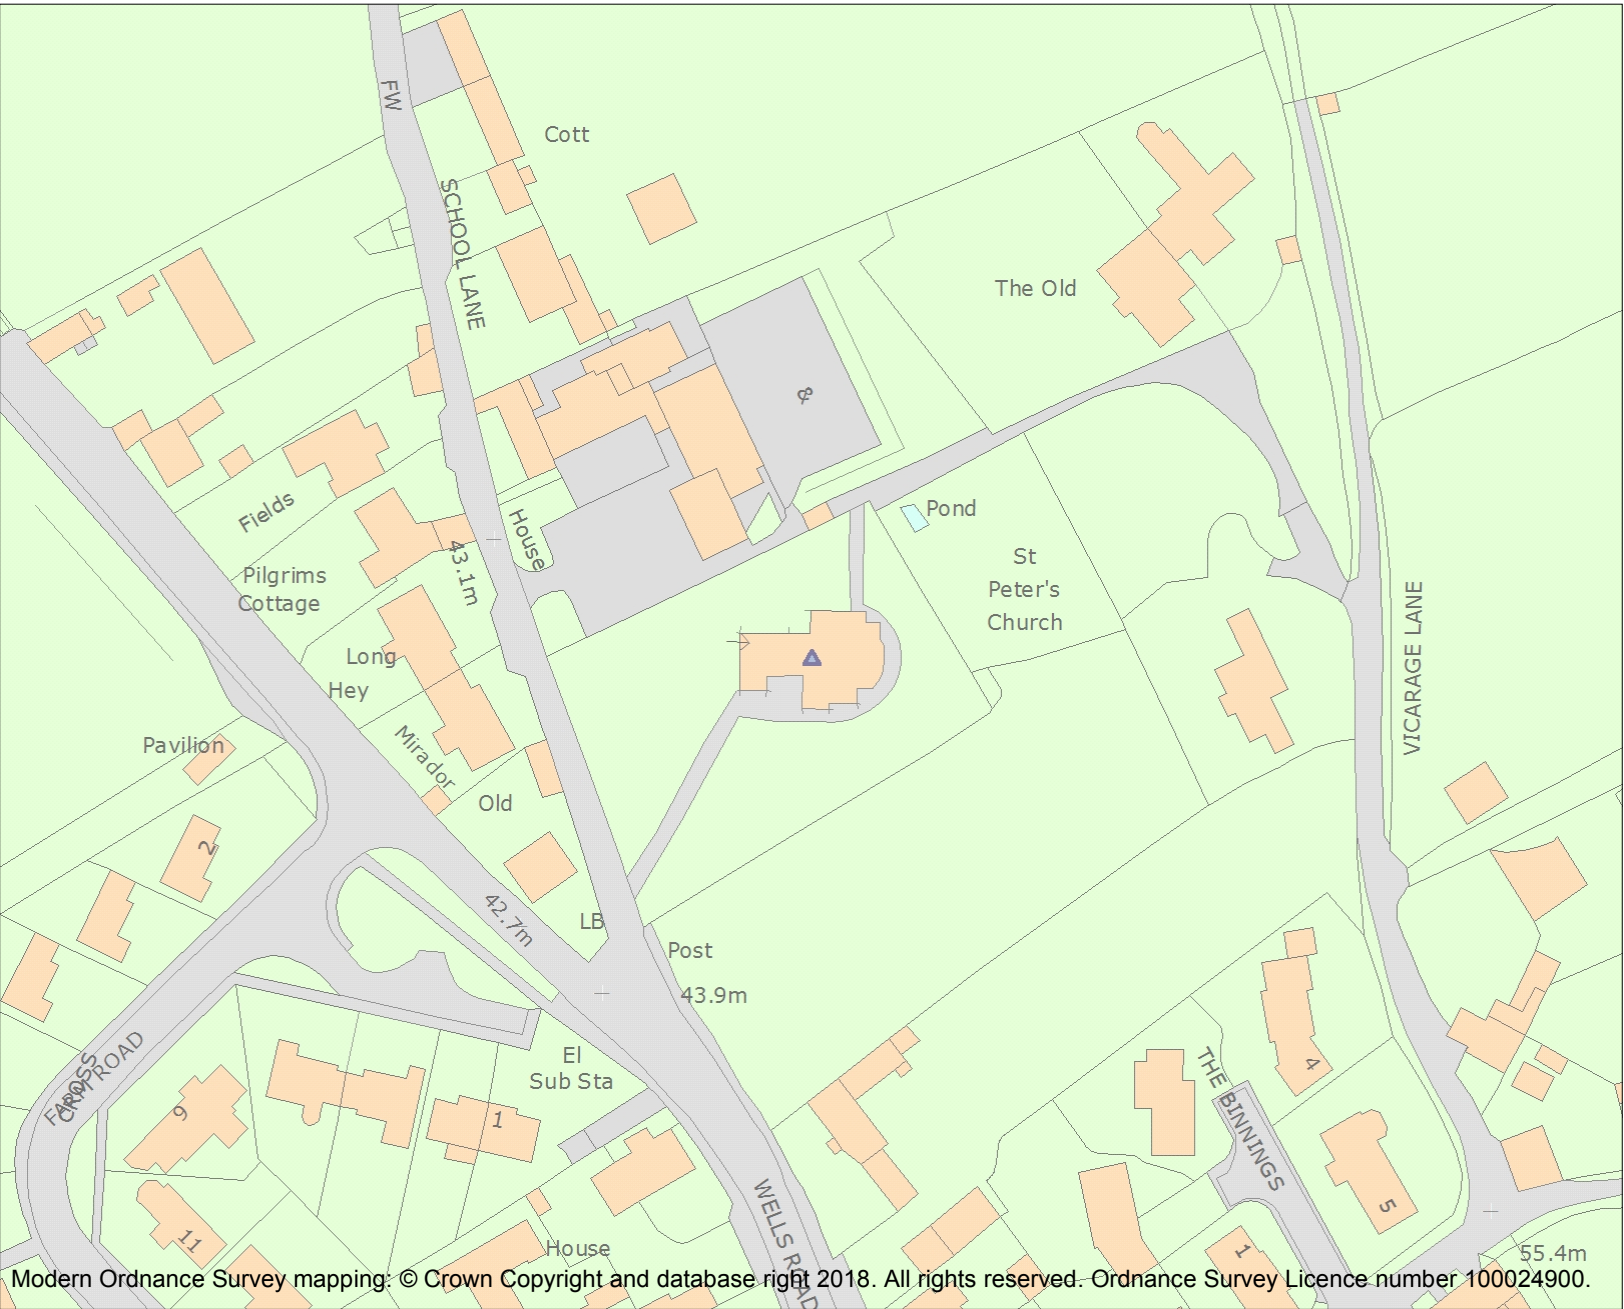 FW
Cott
SCHOOL LANE
The Old
&
Fields
House
Pond
43.1m
St
Peter's
Church
Pilgrims
Cottage
Long
Hey
VICARAGE LANE
Pavilion
Mirador
Old
2
42.7m
LB
Post
43.9m
CROSS
FARM ROAD
El
Sub Sta
THE BINNINGS
4
9
1
5
WELLS ROAD
11
House
1
55.4m
Modern Ordnance Survey mapping: © Crown Copyright and database right 2018. All rights reserved. Ordnance Survey Licence number 100024900.